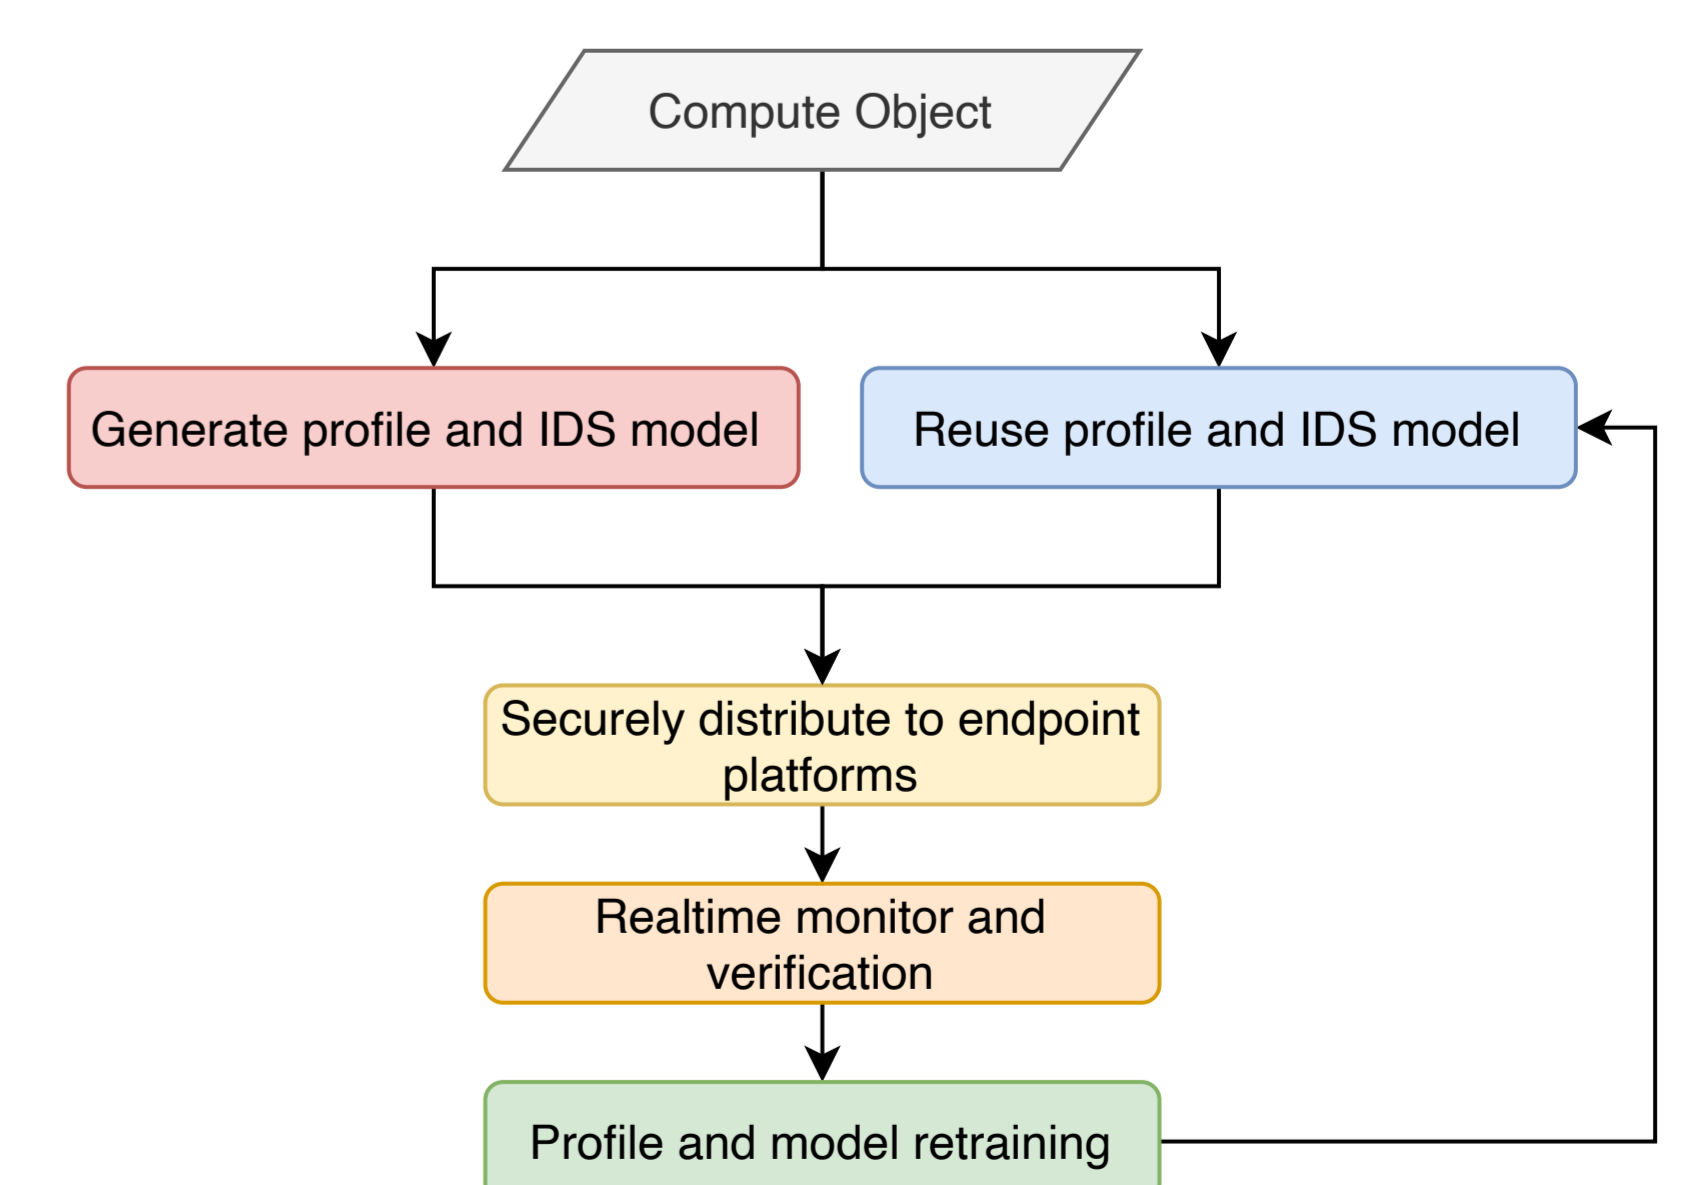 Compute Object
Generate profile and IDS model
Reuse profile and IDS model
Securely distribute to endpoint
platforms
Realtime monitor and
verification
Profile and model retraining